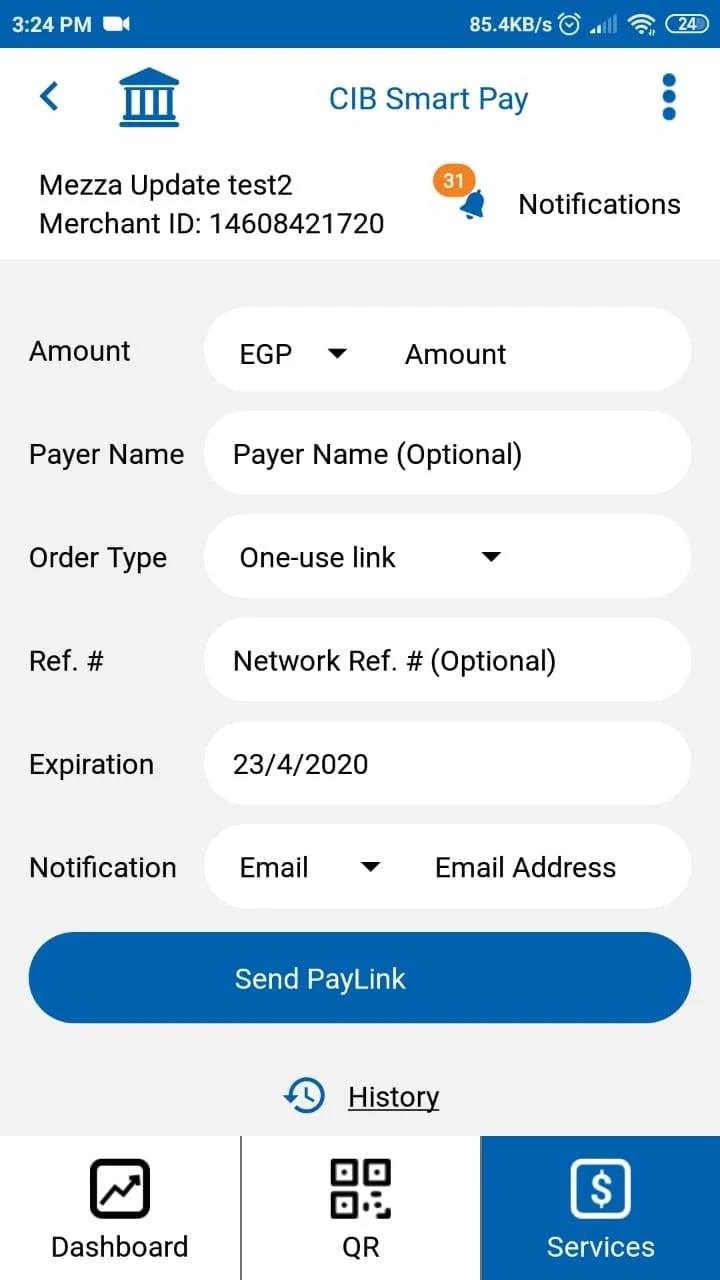 3:24 PM 85.4KB/s 24
CIB Smart Pay
Mezza Update test2
Merchant ID: 14608421720
31
Notifications
Amount EGP Amount
Payer Name Payer Name (Optional)
Order Type One-use link
Ref. # Network Ref. # (Optional)
Expiration 23/4/2020
Notification Email Email Address
Send PayLink
History
Dashboard QR Services